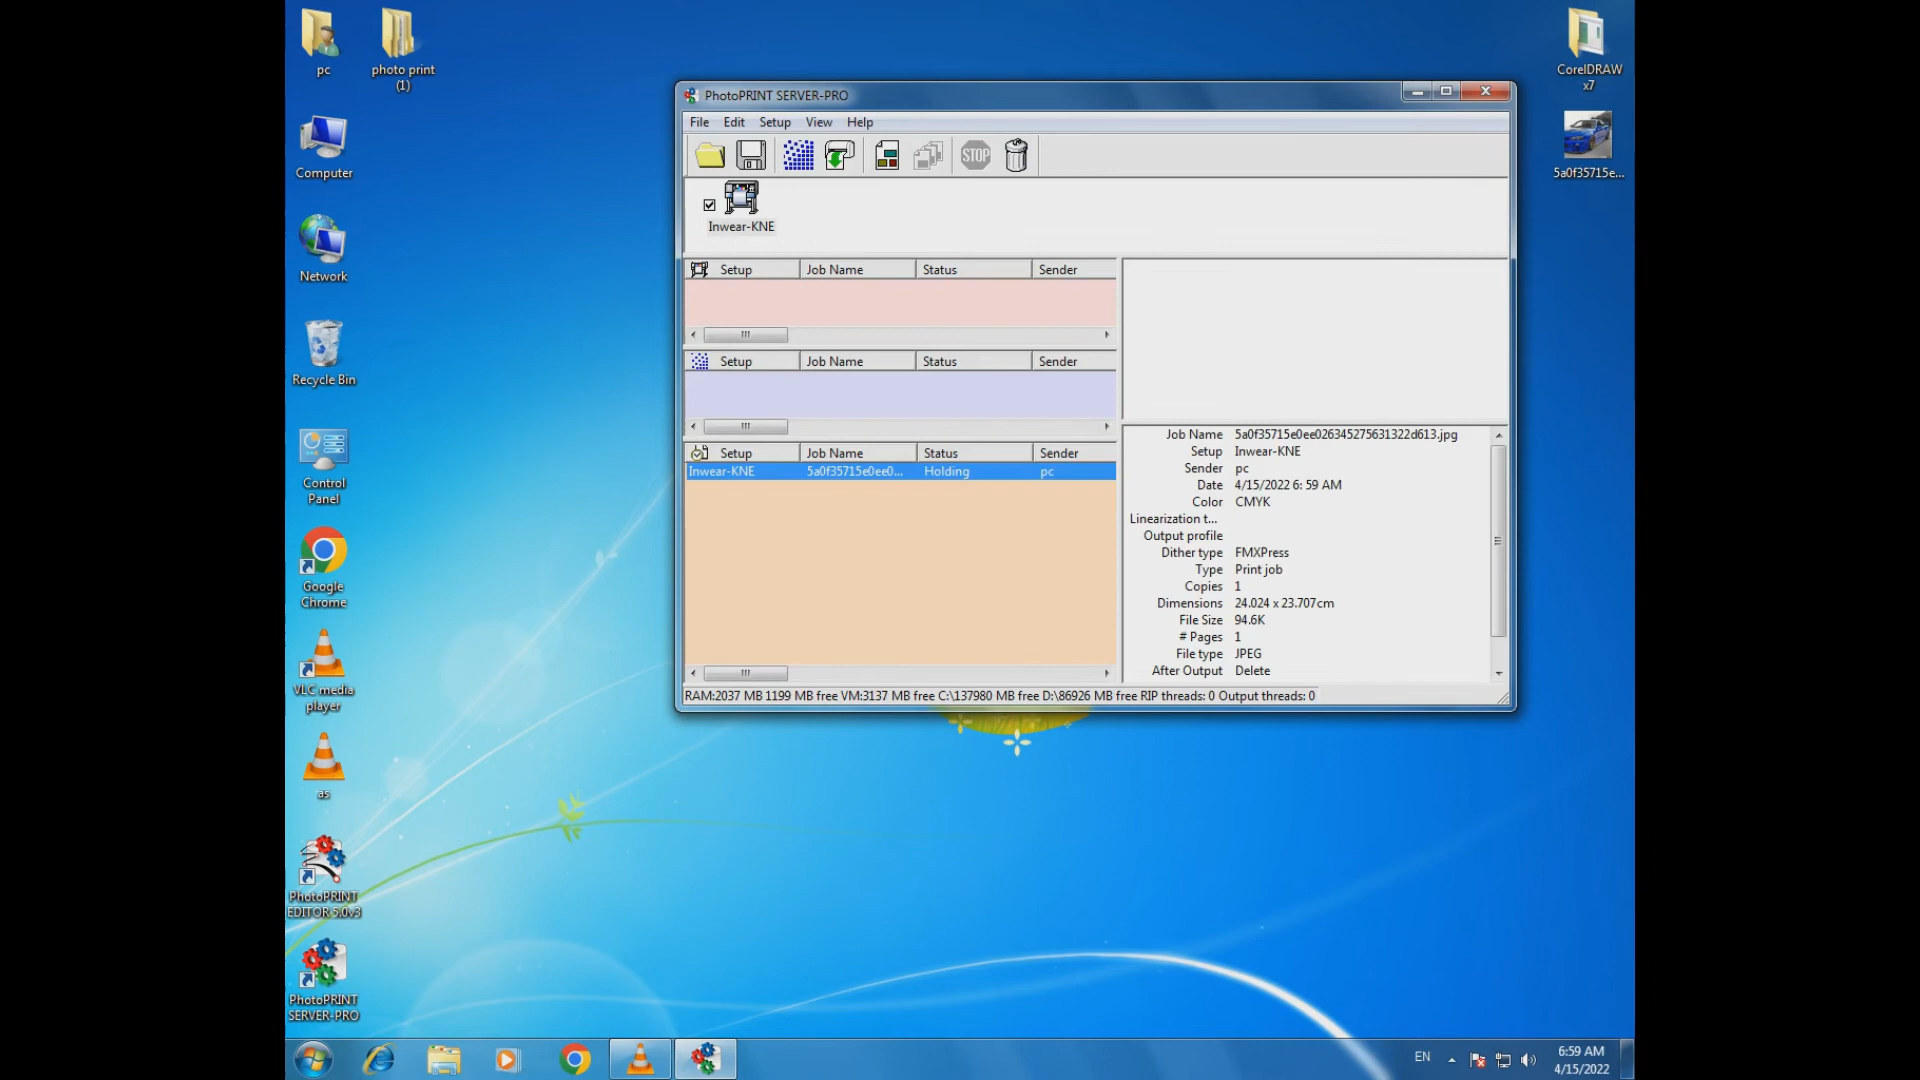 pc
photo print
(1)
Computer
Network
Recycle Bin
Control
Panel
Google
Chrome
VLC media
player
as
PhotoPRINT
EDITOR 5.0v3
PhotoPRINT
SERVER-PRO
CorelDRAW
x7
5a0f35715e...
PhotoPRINT SERVER-PRO
File Edit Setup View Help
STOP
Inwear-KNE
Setup Job Name Status Sender
Setup Job Name Status Sender
Setup Job Name Status Sender
Inwear-KNE 5a0f35715e0ee0... Holding pc
Job Name 5a0f35715e0ee026345275631322d613.jpg
Setup Inwear-KNE
Sender pc
Date 4/15/2022 6: 59 AM
Color CMYK
Linearization t...
Output profile
Dither type FMXPress
Type Print job
Copies 1
Dimensions 24.024 x 23.707cm
File Size 94.6K
# Pages 1
File type JPEG
After Output Delete
RAM:2037 MB 1199 MB free VM:3137 MB free C:\137980 MB free D:\86926 MB free RIP threads: 0 Output threads: 0
EN
6:59 AM
4/15/2022